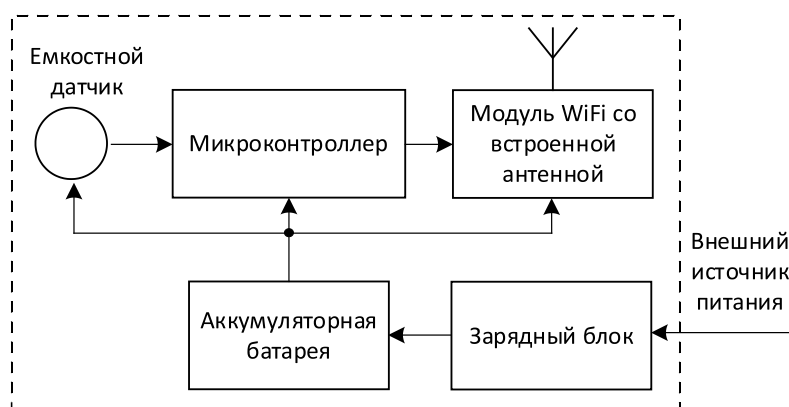 Емкостной
датчик
Микроконтроллер
Модуль WiFi со
встроенной
антенной
Внешний
источник
питания
Аккумуляторная
батарея
Зарядный блок